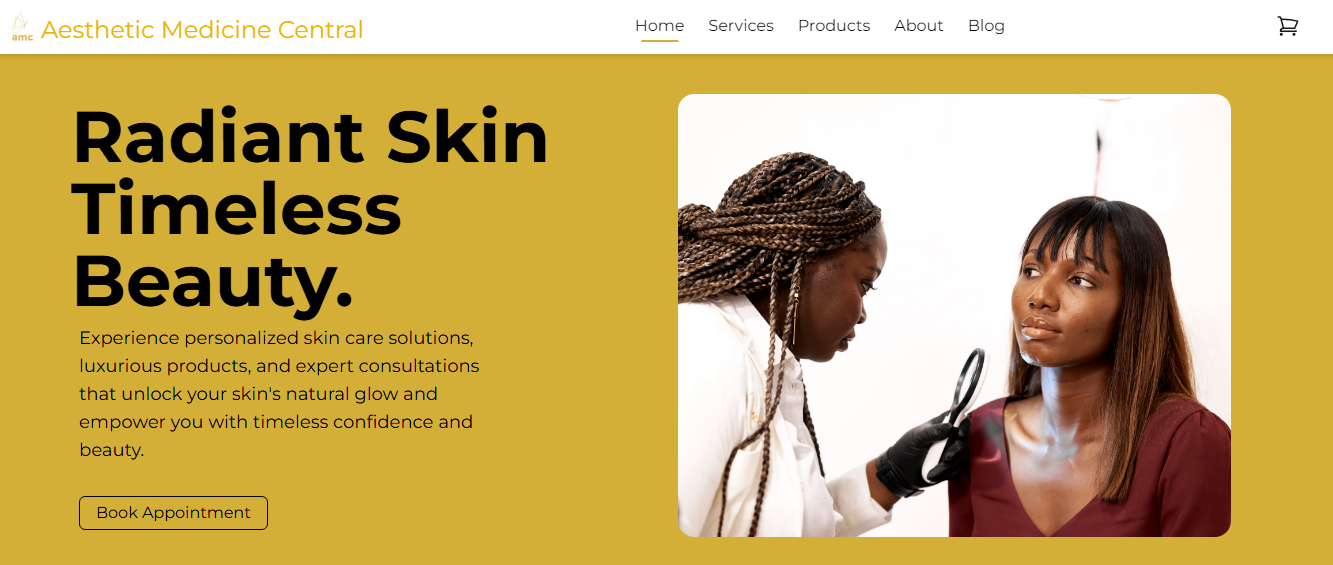 amc
Aesthetic Medicine Central
Home
Services
Products
About
Blog
Radiant Skin
Timeless
Beauty.
Experience personalized skin care solutions,
luxurious products, and expert consultations
that unlock your skin's natural glow and
empower you with timeless confidence and
beauty.
Book Appointment